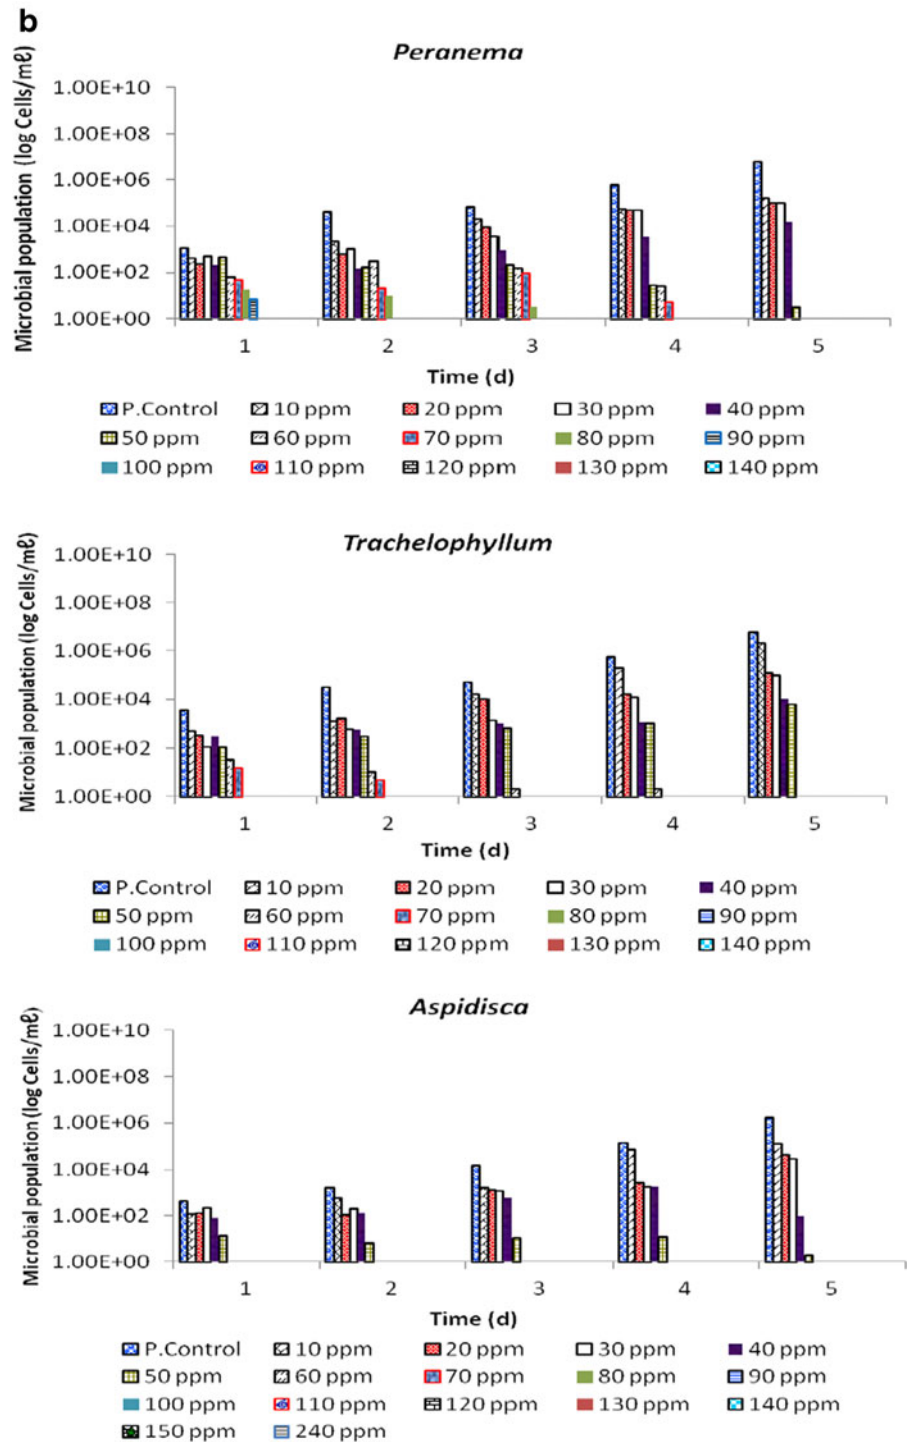 b
Peranema
Microbial population (log Cells/mℓ)
1.00E+10
1.00E+08
1.00E+06
1.00E+04
1.00E+02
1.00E+00
1 2 3 4 5
Time (d)
P.Control 10 ppm 20 ppm 30 ppm 40 ppm
50 ppm 60 ppm 70 ppm 80 ppm 90 ppm
100 ppm 110 ppm 120 ppm 130 ppm 140 ppm
Trachelophyllum
Microbial population (log Cells/mℓ)
1.00E+10
1.00E+08
1.00E+06
1.00E+04
1.00E+02
1.00E+00
1 2 3 4 5
Time (d)
P.Control 10 ppm 20 ppm 30 ppm 40 ppm
50 ppm 60 ppm 70 ppm 80 ppm 90 ppm
100 ppm 110 ppm 120 ppm 130 ppm 140 ppm
Aspidisca
Microbial population (log Cells/mℓ)
1.00E+10
1.00E+08
1.00E+06
1.00E+04
1.00E+02
1.00E+00
1 2 3 4 5
Time (d)
P.Control 10 ppm 20 ppm 30 ppm 40 ppm
50 ppm 60 ppm 70 ppm 80 ppm 90 ppm
100 ppm 110 ppm 120 ppm 130 ppm 140 ppm
150 ppm 240 ppm